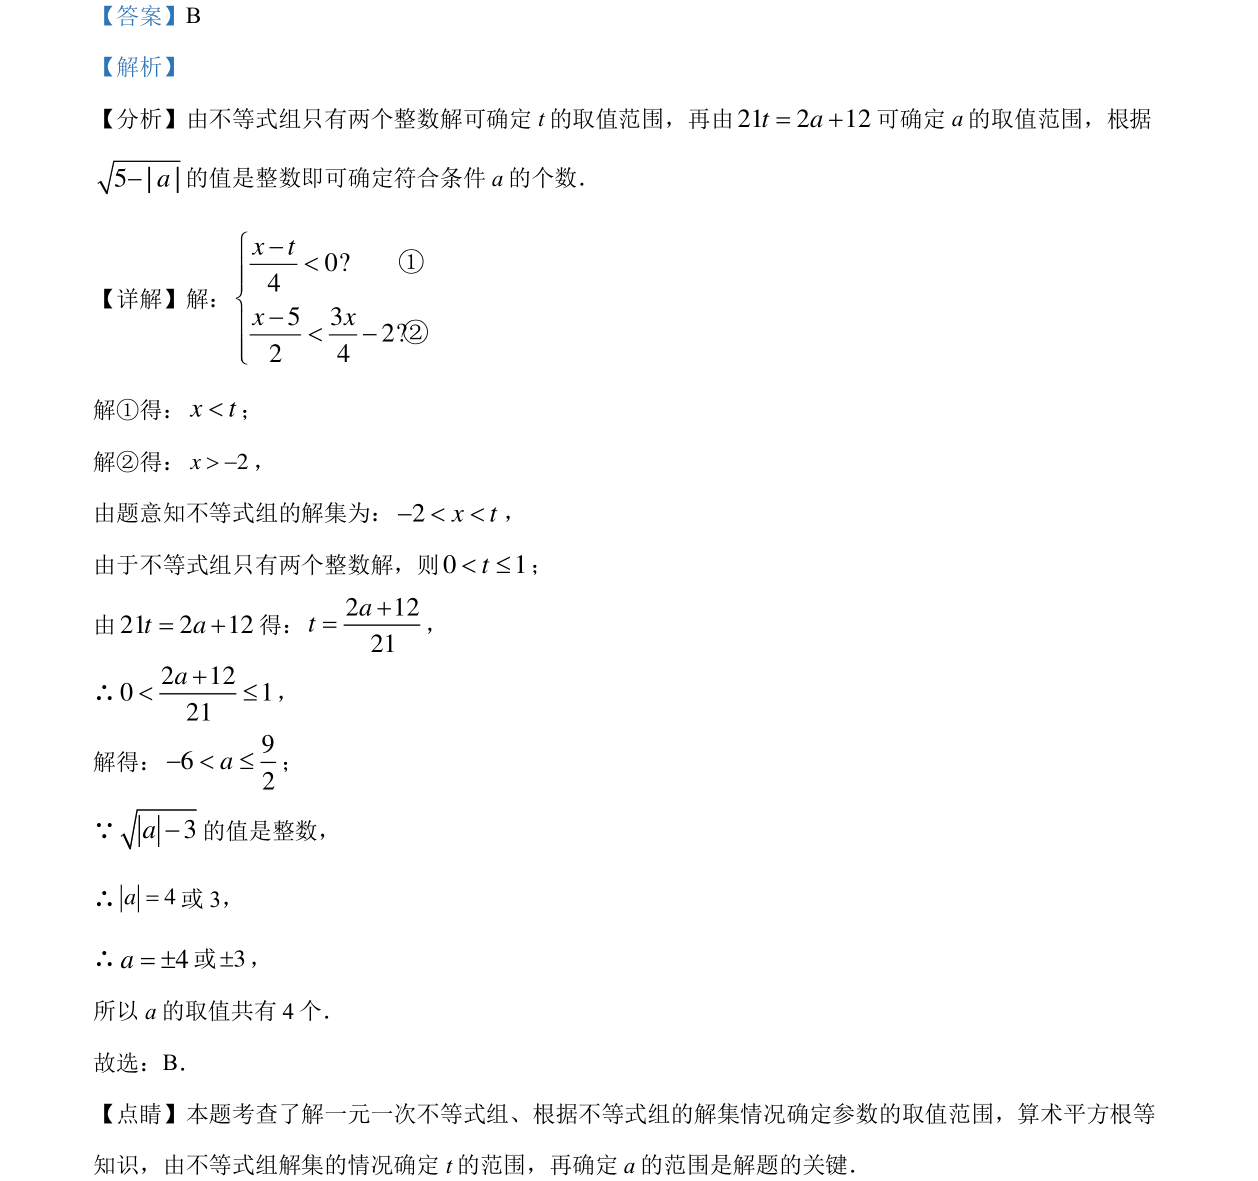 【答案】B
【解析】
【分析】由不等式组只有两个整数解可确定 t 的取值范围，再由 21t = 2a +12 可确定 a 的取值范围，根据
√(5−| a |) 的值是整数即可确定符合条件 a 的个数．
【详解】解：{ (x − t)/4 < 0? ①
(x − 5)/2 < 3x/4 − 2?②
解①得： x < t；
解②得： x > −2，
由题意知不等式组的解集为： −2 < x < t，
由于不等式组只有两个整数解，则 0 < t ≤ 1；
由 21t = 2a +12 得： t = (2a +12)/21，
∴ 0 < (2a +12)/21 ≤ 1，
解得： −6 < a ≤ 9/2；
∵ √(|a| − 3) 的值是整数，
∴ |a| = 4 或 3，
∴ a = ±4 或 ±3，
所以 a 的取值共有 4 个．
故选：B．
【点睛】本题考查了解一元一次不等式组、根据不等式组的解集情况确定参数的取值范围，算术平方根等
知识，由不等式组解集的情况确定 t 的范围，再确定 a 的范围是解题的关键．